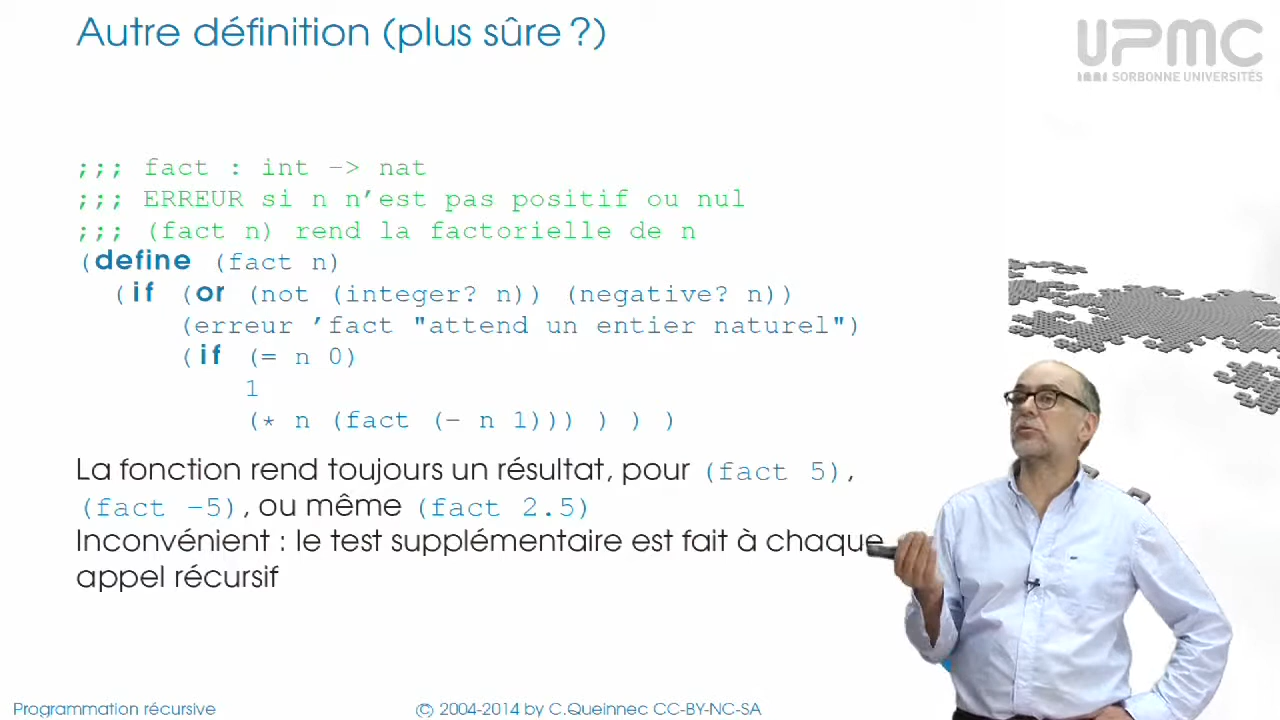 Autre définition (plus sûre ?)
UPMC
SORBONNE UNIVERSITÉS
;;; fact : int -> nat
;;; ERREUR si n n'est pas positif ou nul
;;; (fact n) rend la factorielle de n
(define (fact n)
(if (or (not (integer? n)) (negative? n))
(erreur 'fact "attend un entier naturel")
(if (= n 0)
1
(* n (fact (- n 1))) ) ) )
La fonction rend toujours un résultat, pour (fact 5),
(fact -5), ou même (fact 2.5)
Inconvénient : le test supplémentaire est fait à chaque
appel récursif
Programmation récursive
© 2004-2014 by C.Queinnec CC-BY-NC-SA